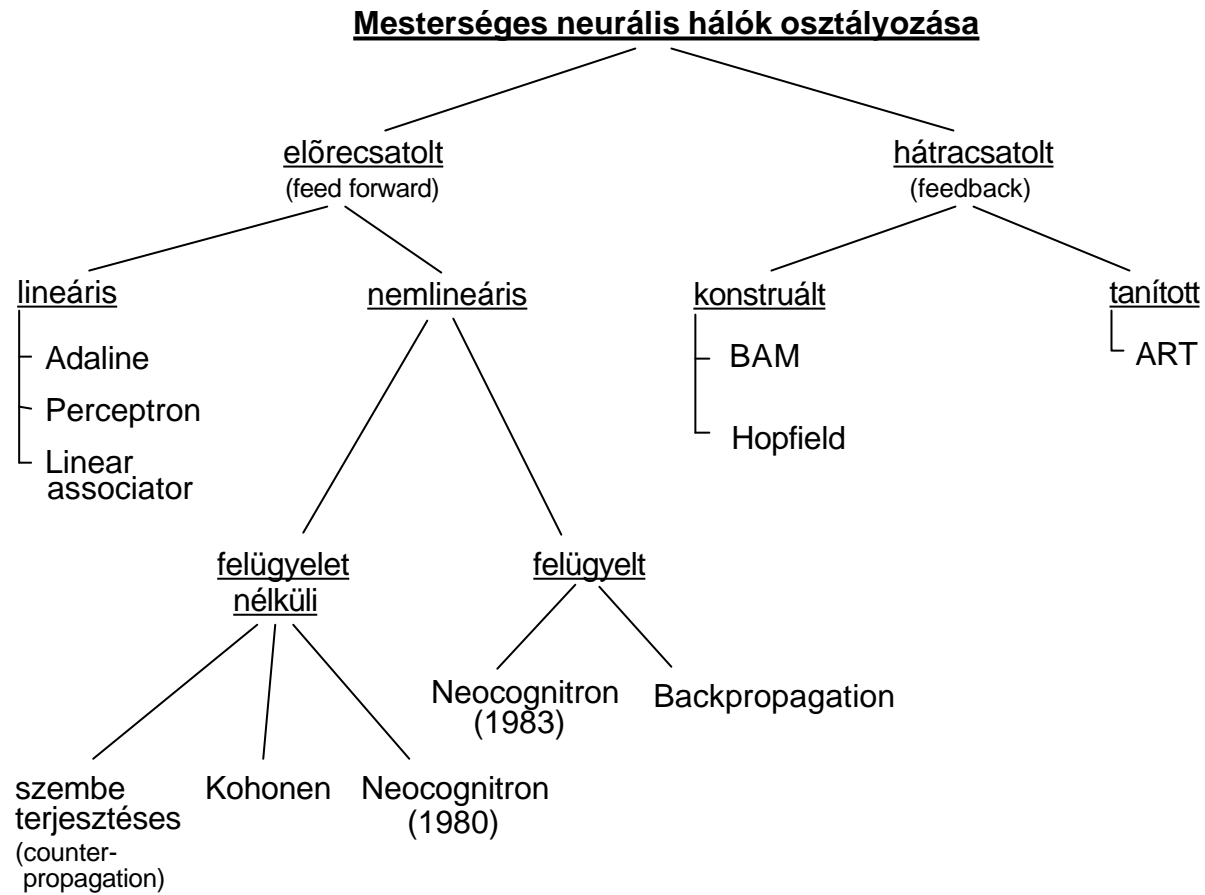 Mesterséges neurális hálók osztályozása
elõrecsatolt
(feed forward)
hátracsatolt
(feedback)
lineáris
nemlineáris
konstruált
tanított
Adaline
Perceptron
Linear
associator
BAM
Hopfield
ART
felügyelet
nélküli
felügyelt
Neocognitron
(1983)
Backpropagation
szembe
terjesztéses
(counter-
propagation)
Kohonen
Neocognitron
(1980)